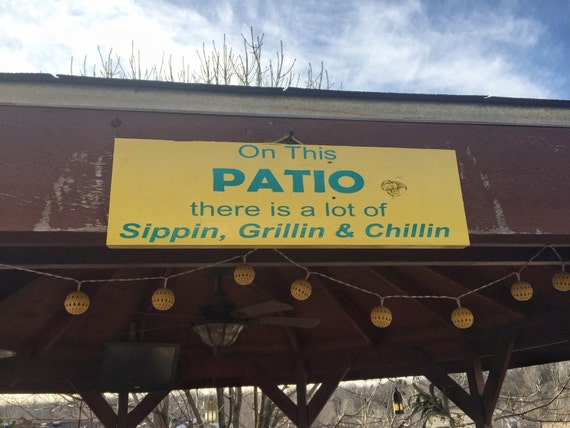 On This
PATIO
there is a lot of
Sippin, Grillin & Chillin